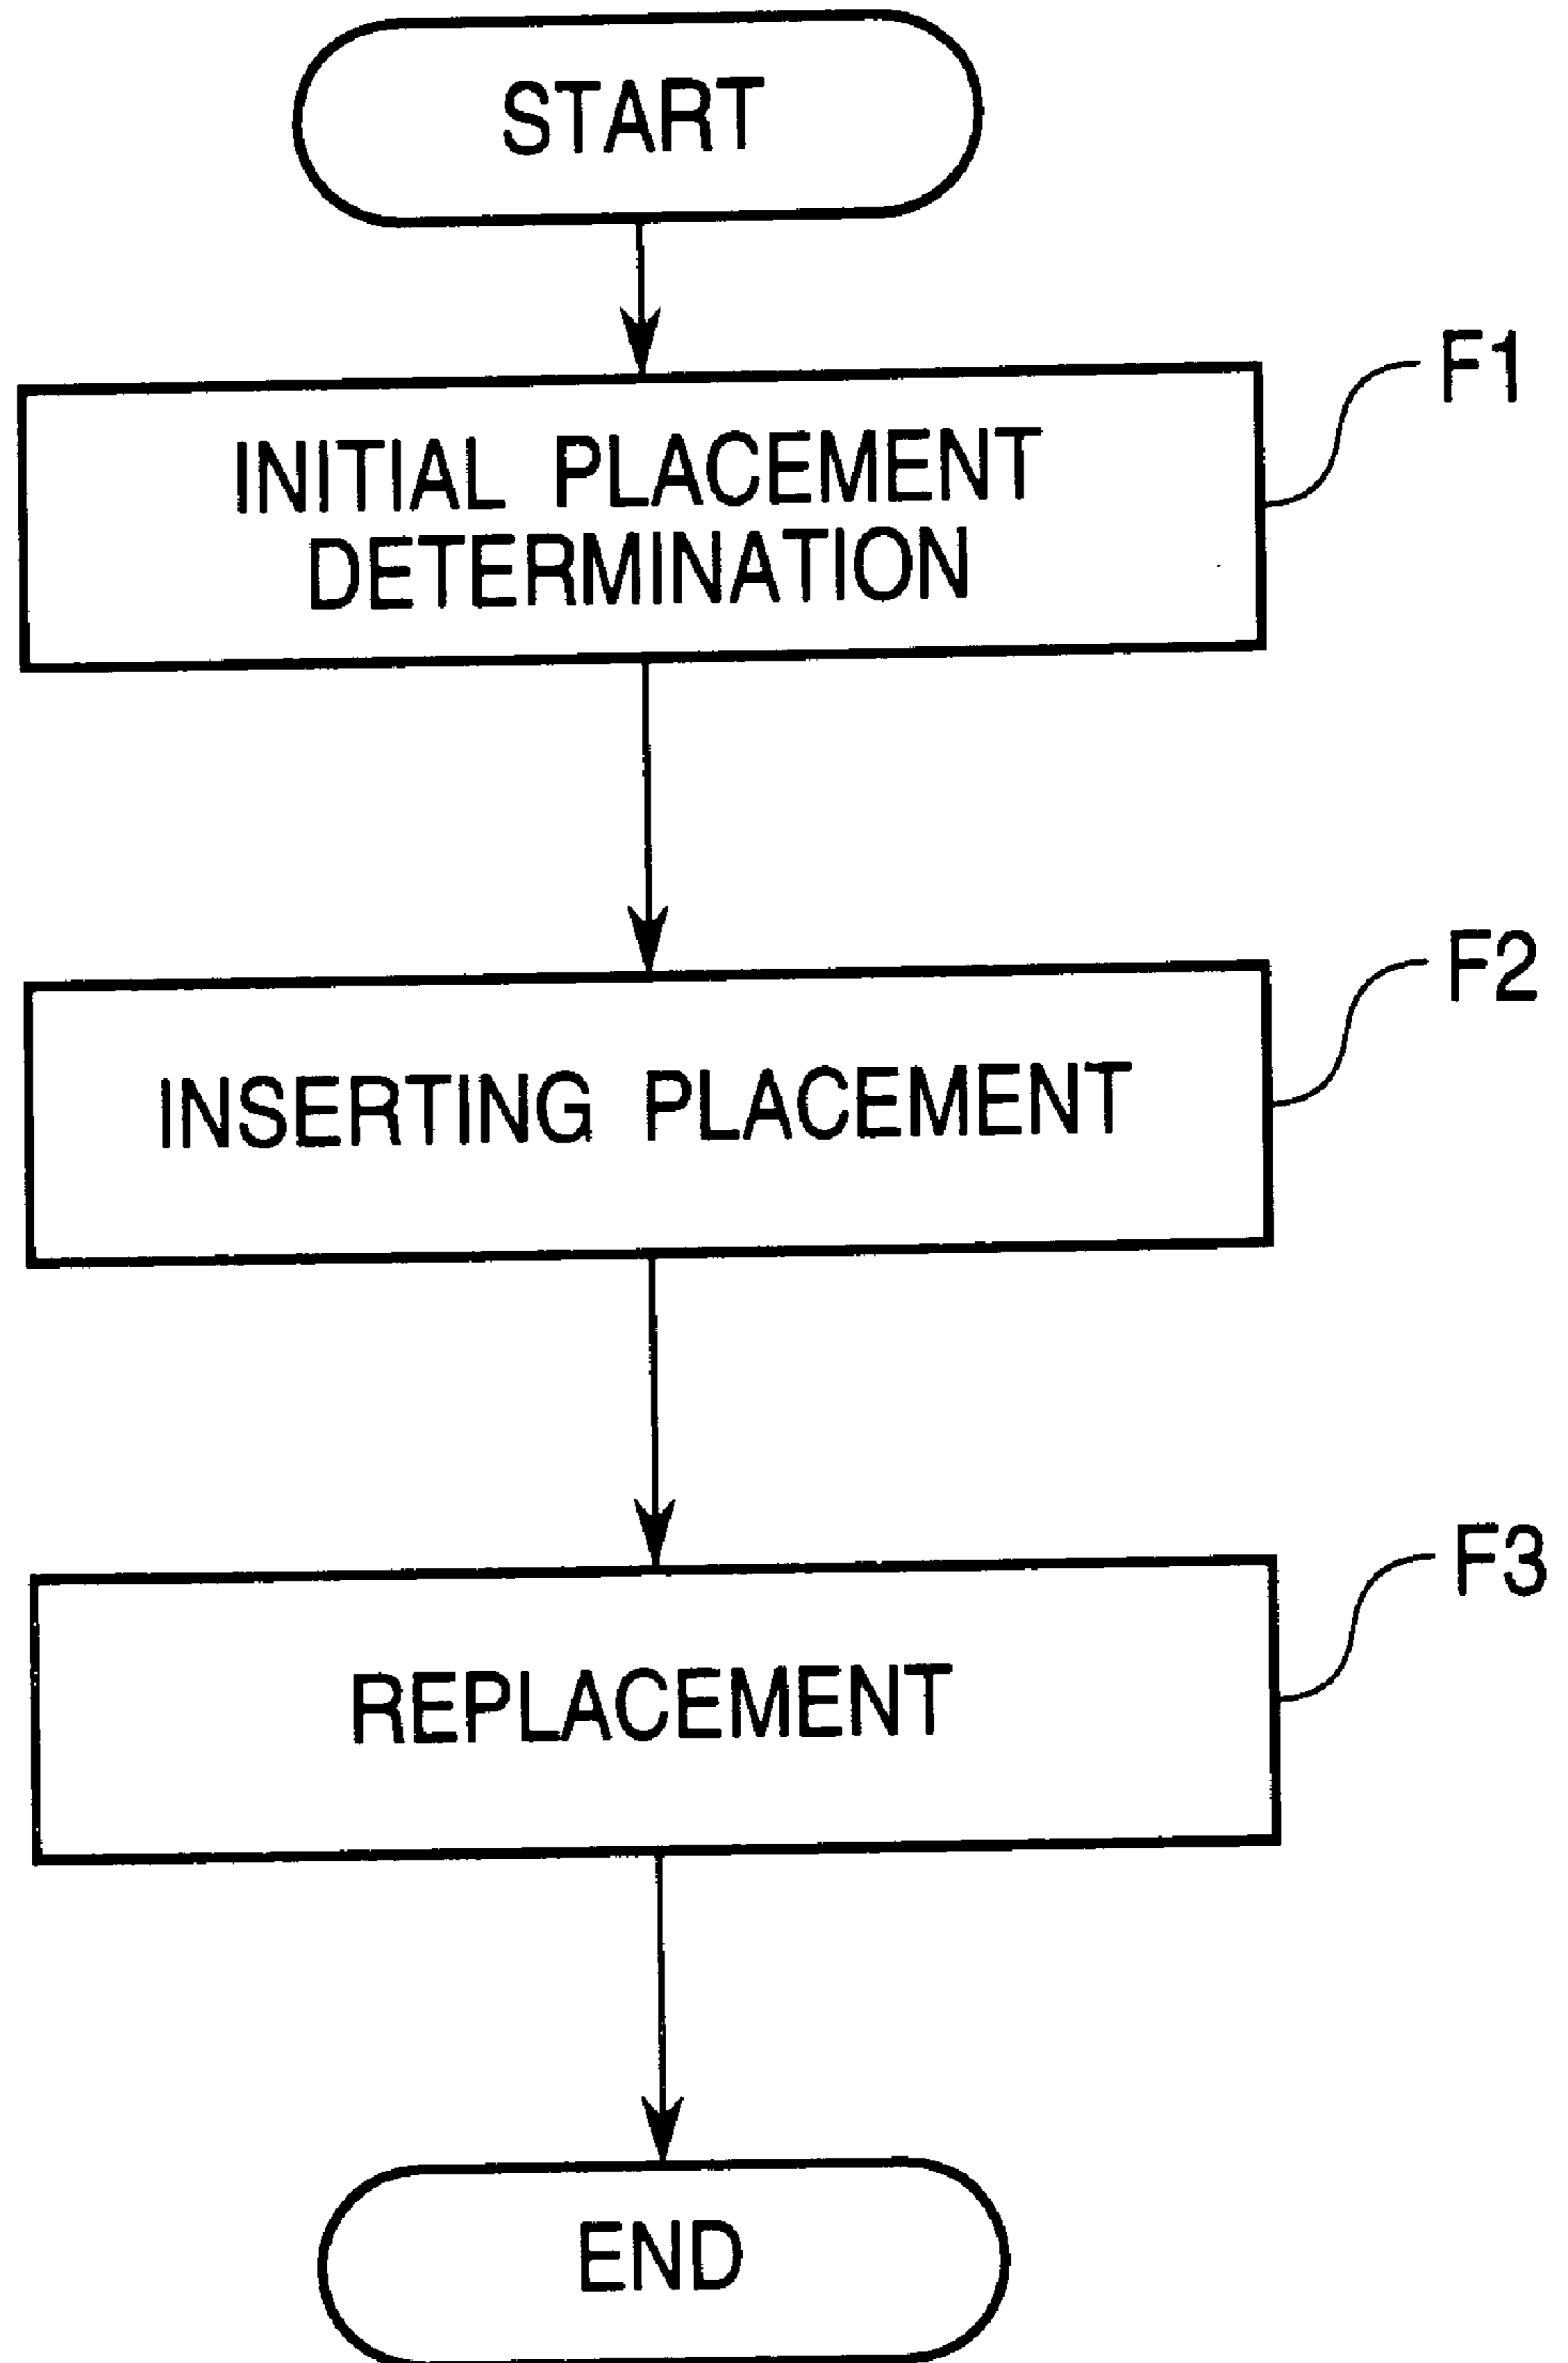 START
F1
INITIAL PLACEMENT
DETERMINATION
F2
INSERTING PLACEMENT
F3
REPLACEMENT
END